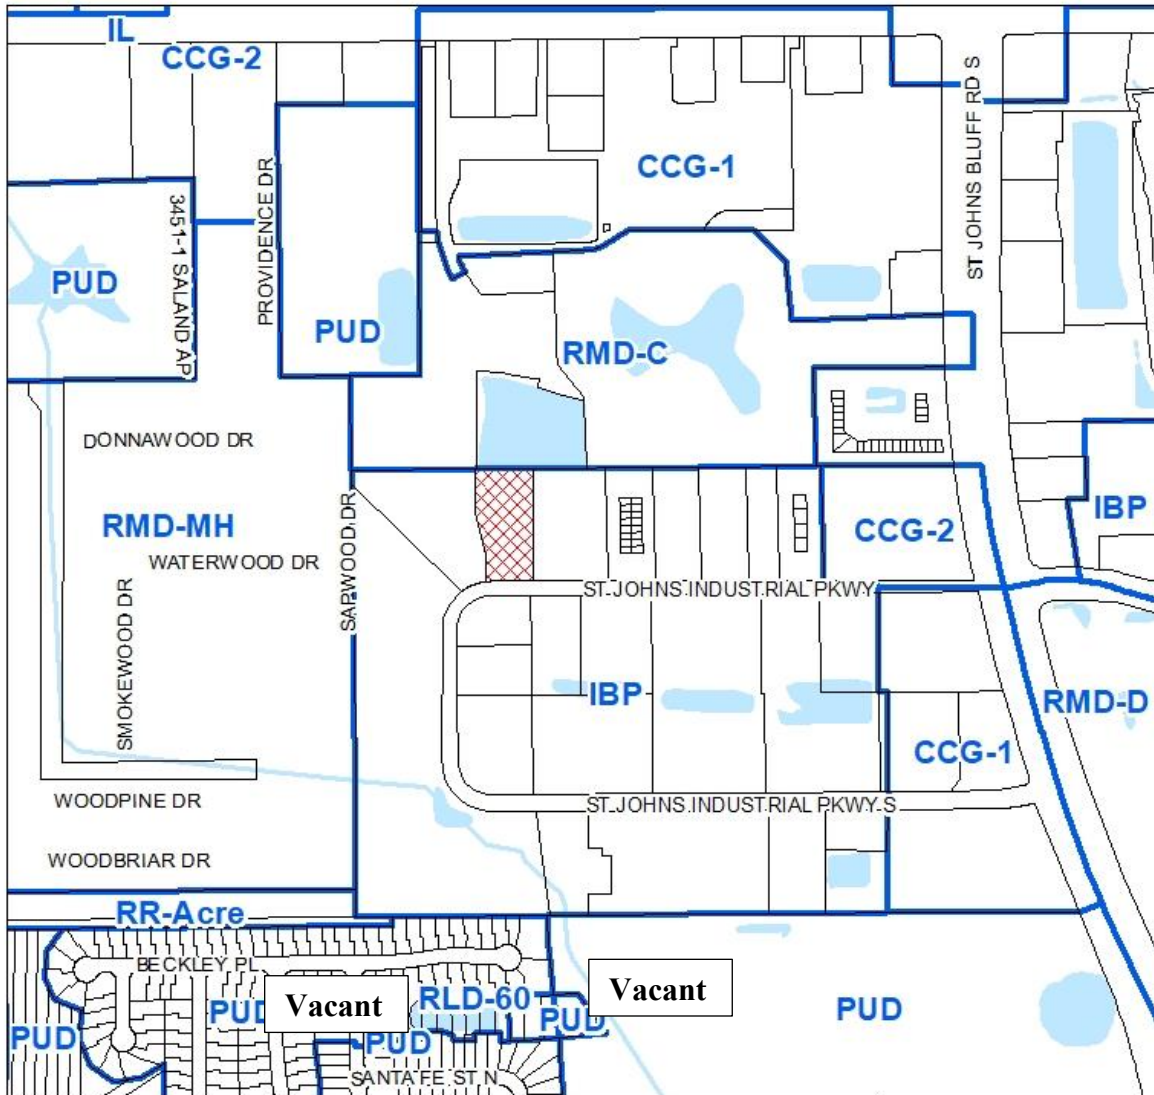 IL
CCG-2
ST JOHNS BLUFF RD S
CCG-1
PROVIDENCE DR
3451-1 SALAND AP
PUD
PUD
RMD-C
DONNAWOOD DR
RMD-MH
SAPWOOD DR
IBP
CCG-2
WATERWOOD DR
ST JOHNS INDUSTRIAL PKWY
SMOKEWOOD DR
IBP
RMD-D
CCG-1
WOODPINE DR
ST JOHNS INDUSTRIAL PKWY S
WOODBRIAR DR
RR-Acre
BECKLEY PL
Vacant
Vacant
RLD-60
PUD
PUD
PUD
PUD
PUD
SANTA FE ST N